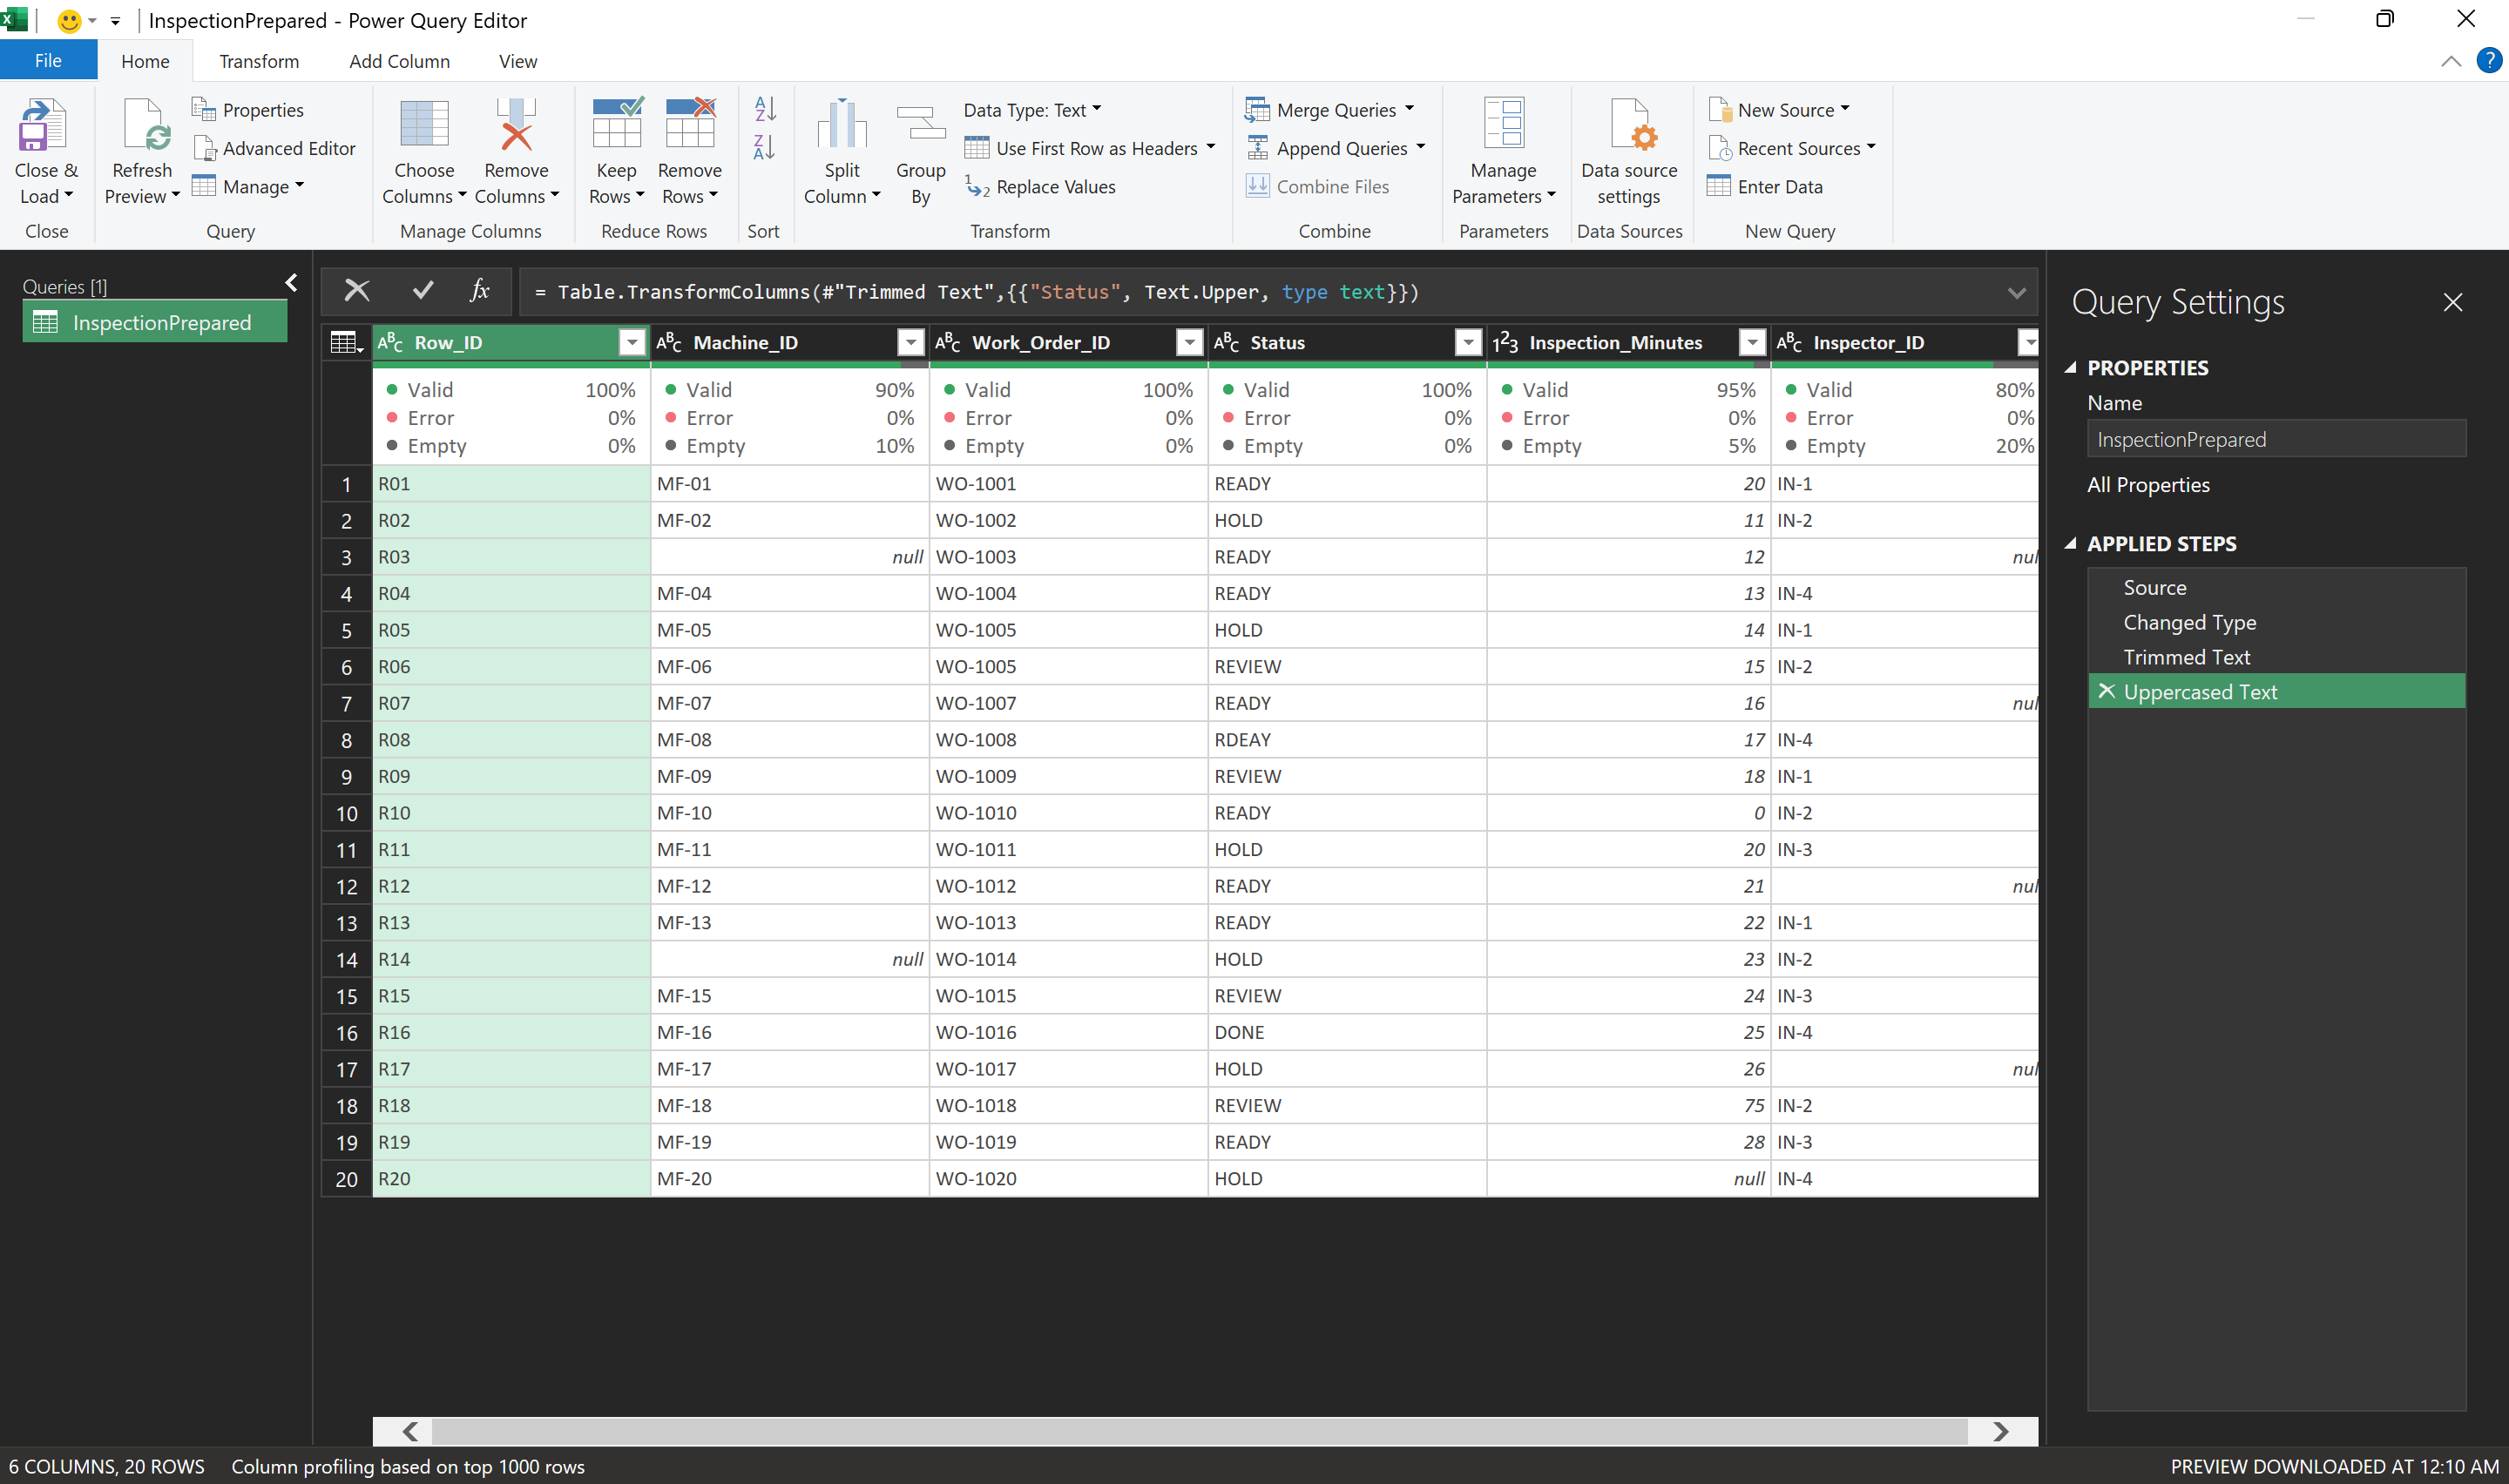 InspectionPrepared - Power Query Editor
File Home Transform Add Column View
Close & Load
Close
Refresh Preview
Properties
Advanced Editor
Manage
Query
Choose Columns
Remove Columns
Manage Columns
Keep Rows
Remove Rows
Reduce Rows
Sort
Split Column
Group By
Data Type: Text
Use First Row as Headers
Replace Values
Transform
Merge Queries
Append Queries
Combine Files
Combine
Manage Parameters
Parameters
Data source settings
Data Sources
New Source
Recent Sources
Enter Data
New Query
Queries [1]
InspectionPrepared
fx
= Table.TransformColumns(#"Trimmed Text",{{"Status", Text.Upper, type text}})
Row_ID Machine_ID Work_Order_ID Status Inspection_Minutes Inspector_ID
Valid 100% Valid 90% Valid 100% Valid 100% Valid 95% Valid 80%
Error 0% Error 0% Error 0% Error 0% Error 0% Error 0%
Empty 0% Empty 10% Empty 0% Empty 0% Empty 5% Empty 20%
1 R01 MF-01 WO-1001 READY 20 IN-1
2 R02 MF-02 WO-1002 HOLD 11 IN-2
3 R03 null WO-1003 READY 12 nul
4 R04 MF-04 WO-1004 READY 13 IN-4
5 R05 MF-05 WO-1005 HOLD 14 IN-1
6 R06 MF-06 WO-1005 REVIEW 15 IN-2
7 R07 MF-07 WO-1007 READY 16 nul
8 R08 MF-08 WO-1008 RDEAY 17 IN-4
9 R09 MF-09 WO-1009 REVIEW 18 IN-1
10 R10 MF-10 WO-1010 READY 0 IN-2
11 R11 MF-11 WO-1011 HOLD 20 IN-3
12 R12 MF-12 WO-1012 READY 21 nul
13 R13 MF-13 WO-1013 READY 22 IN-1
14 R14 null WO-1014 HOLD 23 IN-2
15 R15 MF-15 WO-1015 REVIEW 24 IN-3
16 R16 MF-16 WO-1016 DONE 25 IN-4
17 R17 MF-17 WO-1017 HOLD 26 nul
18 R18 MF-18 WO-1018 REVIEW 75 IN-2
19 R19 MF-19 WO-1019 READY 28 IN-3
20 R20 MF-20 WO-1020 HOLD null IN-4
Query Settings
PROPERTIES
Name
InspectionPrepared
All Properties
APPLIED STEPS
Source
Changed Type
Trimmed Text
Uppercased Text
6 COLUMNS, 20 ROWS Column profiling based on top 1000 rows
PREVIEW DOWNLOADED AT 12:10 AM